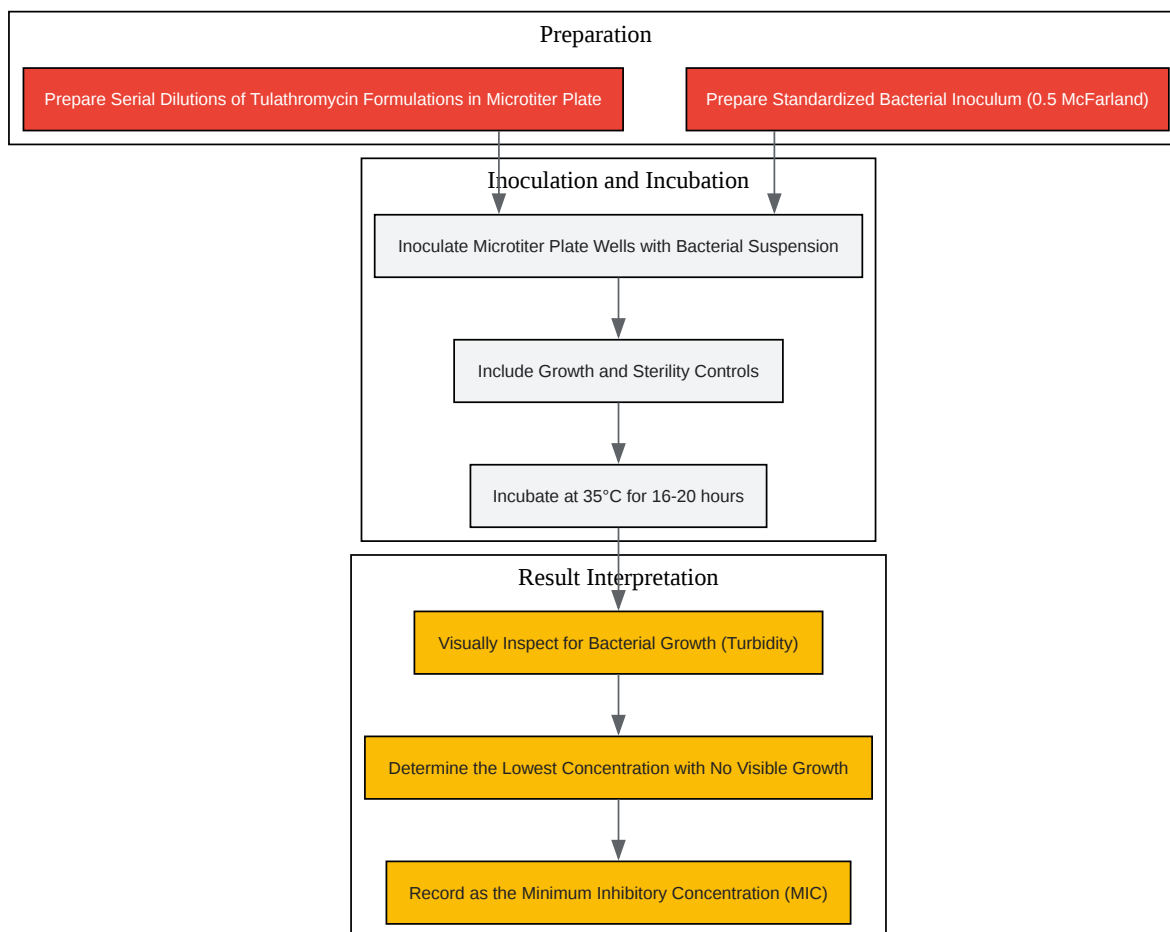 Preparation
Prepare Serial Dilutions of Tulathromycin Formulations in Microtiter Plate
Prepare Standardized Bacterial Inoculum (0.5 McFarland)
Inoculation and Incubation
Inoculate Microtiter Plate Wells with Bacterial Suspension
Include Growth and Sterility Controls
Incubate at 35°C for 16-20 hours
Result Interpretation
Visually Inspect for Bacterial Growth (Turbidity)
Determine the Lowest Concentration with No Visible Growth
Record as the Minimum Inhibitory Concentration (MIC)